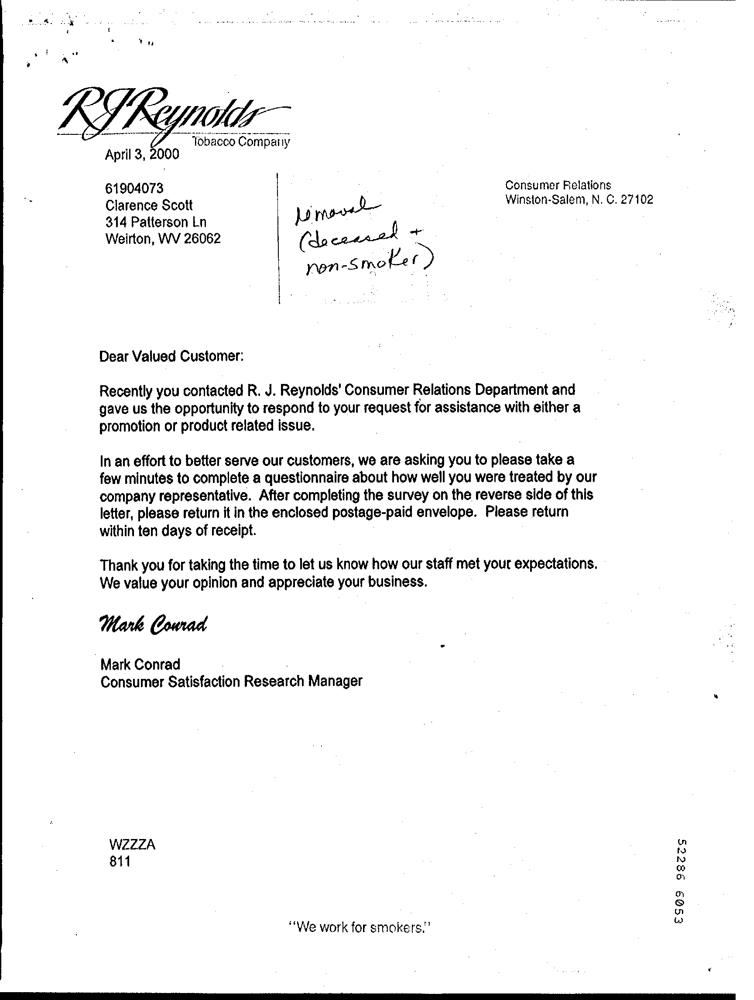 RJReynolds
Tobacco Company
April 3, 2000
61904073
Clarence Scott
314 Patterson Ln
Weirton, WV 26062
removal
(deceased +
non-smoker)
Consumer Relations
Winston-Salem, N. C. 27102
Dear Valued Customer:
Recently you contacted R. J. Reynolds' Consumer Relations Department and
gave us the opportunity to respond to your request for assistance with either a
promotion or product related issue.
In an effort to better serve our customers, we are asking you to please take a
few minutes to complete a questionnaire about how well you were treated by our
company representative. After completing the survey on the reverse side of this
letter, please return it in the enclosed postage-paid envelope. Please return
within ten days of receipt.
Thank you for taking the time to let us know how our staff met your expectations.
We value your opinion and appreciate your business.
Mark Conrad
Mark Conrad
Consumer Satisfaction Research Manager
WZZZA
811
52286 6053
"We work for smokers."